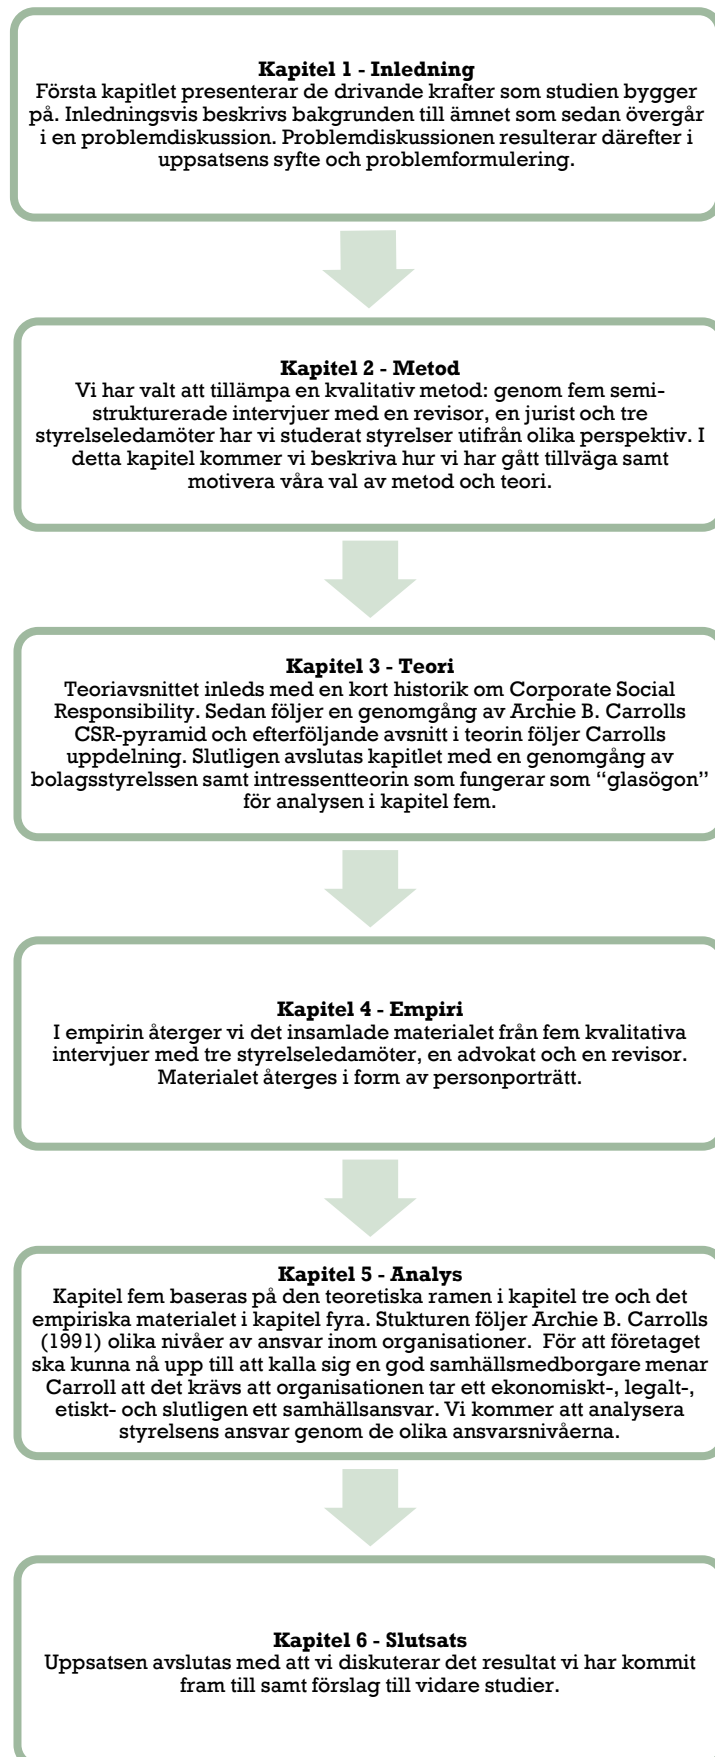 Kapitel 1 - Inledning
Första kapitlet presenterar de drivande krafter som studien bygger
på. Inledningsvis beskrivs bakgrunden till ämnet som sedan övergår
i en problemdiskussion. Problemdiskussionen resulterar därefter i
uppsatsens syfte och problemformulering.
Kapitel 2 - Metod
Vi har valt att tillämpa en kvalitativ metod: genom fem semi-
strukturerade intervjuer med en revisor, en jurist och tre
styrelseledamöter har vi studerat styrelser utifrån olika perspektiv. I
detta kapitel kommer vi beskriva hur vi har gått tillväga samt
motivera våra val av metod och teori.
Kapitel 3 - Teori
Teoriavsnittet inleds med en kort historik om Corporate Social
Responsibility. Sedan följer en genomgång av Archie B. Carrolls
CSR-pyramid och efterföljande avsnitt i teorin följer Carrolls
uppdelning. Slutligen avslutas kapitlet med en genomgång av
bolagsstyrelssen samt intressentteorin som fungerar som “glasögon”
för analysen i kapitel fem.
Kapitel 4 - Empiri
I empirin återger vi det insamlade materialet från fem kvalitativa
intervjuer med tre styrelseledamöter, en advokat och en revisor.
Materialet återges i form av personporträtt.
Kapitel 5 - Analys
Kapitel fem baseras på den teoretiska ramen i kapitel tre och det
empiriska materialet i kapitel fyra. Stukturen följer Archie B. Carrolls
(1991) olika nivåer av ansvar inom organisationer. För att företaget
ska kunna nå upp till att kalla sig en god samhällsmedborgare menar
Carroll att det krävs att organisationen tar ett ekonomiskt-, legalt-,
etiskt- och slutligen ett samhällsansvar. Vi kommer att analysera
styrelsens ansvar genom de olika ansvarsnivåerna.
Kapitel 6 - Slutsats
Uppsatsen avslutas med att vi diskuterar det resultat vi har kommit
fram till samt förslag till vidare studier.